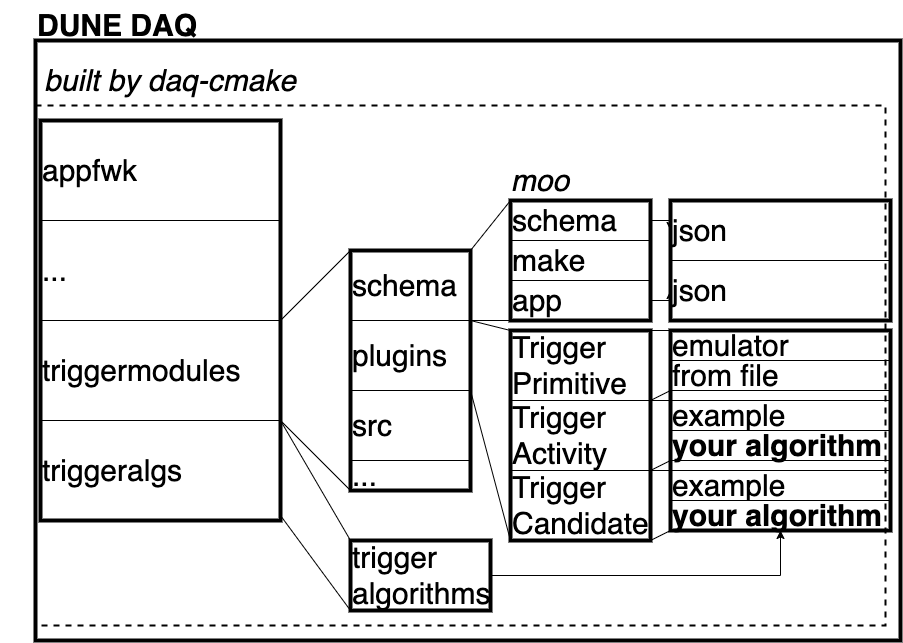 DUNE DAQ
built by daq-cmake
appfwk
...
triggermodules
triggeralgs
schema
plugins
src
...
trigger
algorithms
moo
schema
make
app
json
json
Trigger
Primitive
Trigger
Activity
Trigger
Candidate
emulator
from file
example
your algorithm
example
your algorithm